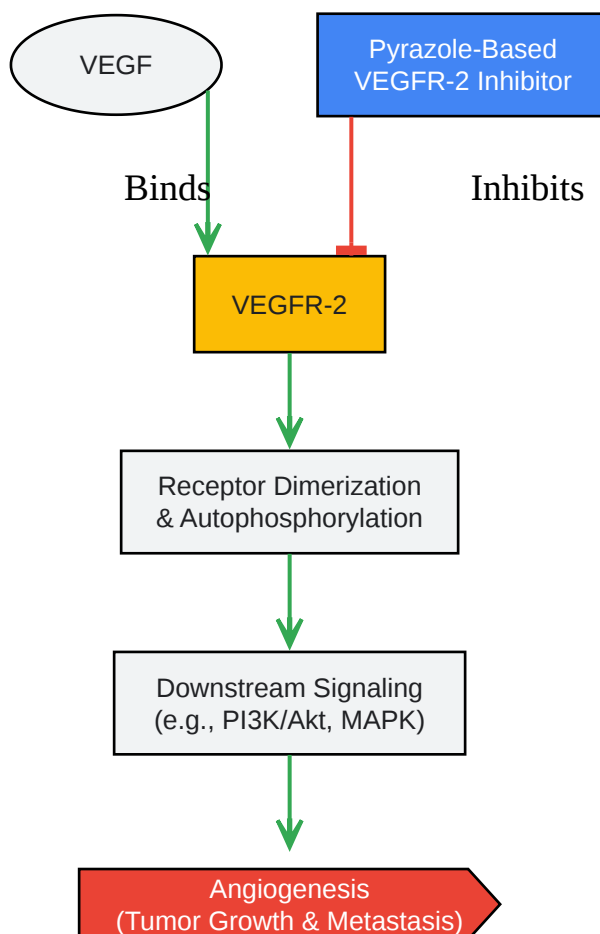 VEGF
Pyrazole-Based
VEGFR-2 Inhibitor
Binds
Inhibits
VEGFR-2
Receptor Dimerization
& Autophosphorylation
Downstream Signaling
(e.g., PI3K/Akt, MAPK)
Angiogenesis
(Tumor Growth & Metastasis)